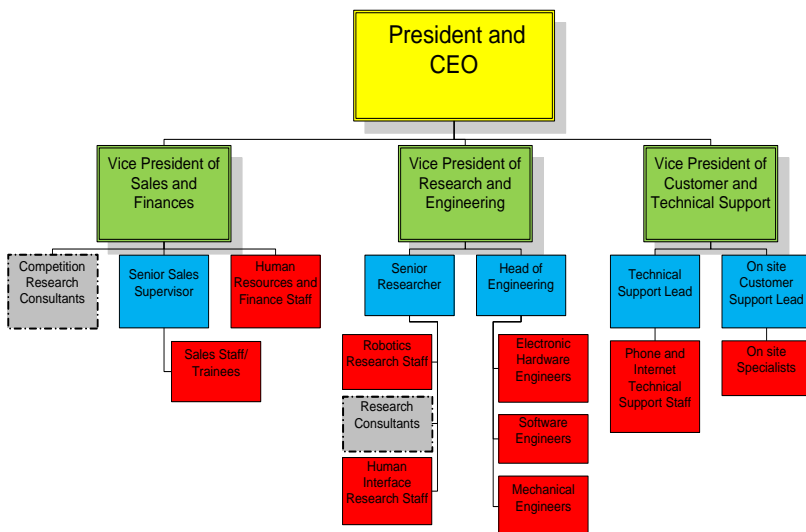 President and
CEO
Vice President of
Sales and
Finances
Vice President of
Research and
Engineering
Vice President of
Customer and
Technical Support
Competition
Research
Consultants
Senior Sales
Supervisor
Human
Resources and
Finance Staff
Senior
Researcher
Head of
Engineering
Technical
Support Lead
On site
Customer
Support Lead
Sales Staff/
Trainees
Robotics
Research Staff
Research
Consultants
Human
Interface
Research Staff
Electronic
Hardware
Engineers
Software
Engineers
Mechanical
Engineers
Phone and
Internet
Technical
Support Staff
On site
Specialists